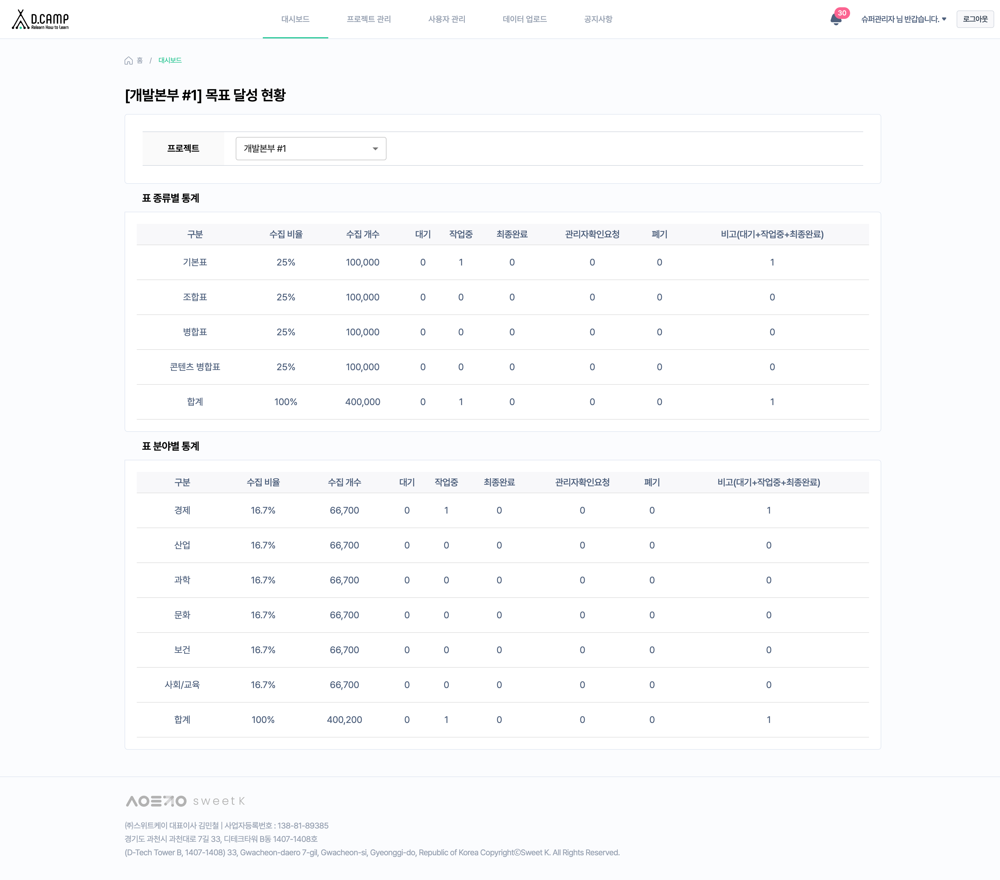 D.CAMP
Relearn How to Learn
대시보드 프로젝트 관리 사용자 관리 데이터 업로드 공지사항
30
슈퍼관리자 님 반갑습니다.
로그아웃
홈 / 대시보드
[개발본부 #1] 목표 달성 현황
프로젝트 개발본부 #1
표 종류별 통계
구분 수집 비율 수집 개수 대기 작업중 최종완료 관리자확인요청 폐기 비고(대기+작업중+최종완료)
기본표 25% 100,000 0 1 0 0 0 1
조합표 25% 100,000 0 0 0 0 0 0
병합표 25% 100,000 0 0 0 0 0 0
콘텐츠 병합표 25% 100,000 0 0 0 0 0 0
합계 100% 400,000 0 1 0 0 0 1
표 분야별 통계
구분 수집 비율 수집 개수 대기 작업중 최종완료 관리자확인요청 폐기 비고(대기+작업중+최종완료)
경제 16.7% 66,700 0 1 0 0 0 1
산업 16.7% 66,700 0 0 0 0 0 0
과학 16.7% 66,700 0 0 0 0 0 0
문화 16.7% 66,700 0 0 0 0 0 0
보건 16.7% 66,700 0 0 0 0 0 0
사회/교육 16.7% 66,700 0 0 0 0 0 0
합계 100% 400,200 0 1 0 0 0 1
sweet K
㈜스위트케이 대표이사 김민철 | 사업자등록번호 : 138-81-89385
경기도 과천시 과천대로 7길 33, 디테크타워 B동 1407-1408호
(D-Tech Tower B, 1407-1408) 33, Gwacheon-daero 7-gil, Gwacheon-si, Gyeonggi-do, Republic of Korea CopyrightⓒSweet K. All Rights Reserved.